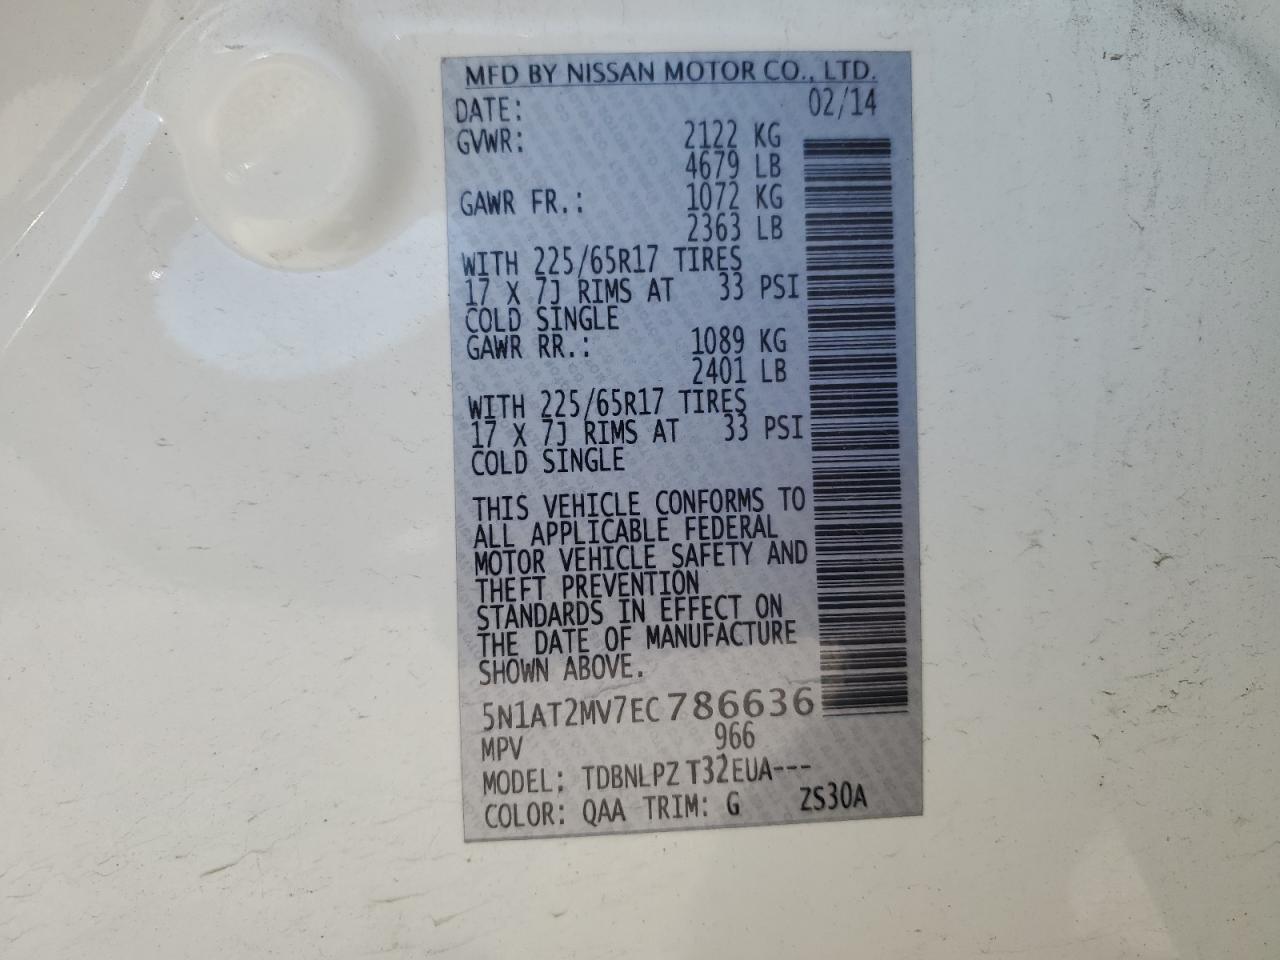 MFD BY NISSAN MOTOR CO., LTD.
DATE: 02/14
GVWR: 2122 KG
4679 LB
GAWR FR.: 1072 KG
2363 LB
WITH 225/65R17 TIRES
17 X 7J RIMS AT 33 PSI
COLD SINGLE
GAWR RR.: 1089 KG
2401 LB
WITH 225/65R17 TIRES
17 X 7J RIMS AT 33 PSI
COLD SINGLE
THIS VEHICLE CONFORMS TO
ALL APPLICABLE FEDERAL
MOTOR VEHICLE SAFETY AND
THEFT PREVENTION
STANDARDS IN EFFECT ON
THE DATE OF MANUFACTURE
SHOWN ABOVE.
5N1AT2MV7EC786636
MPV 966
MODEL: TDBNLPZ T32EUA---
COLOR: QAA TRIM: G ZS30A